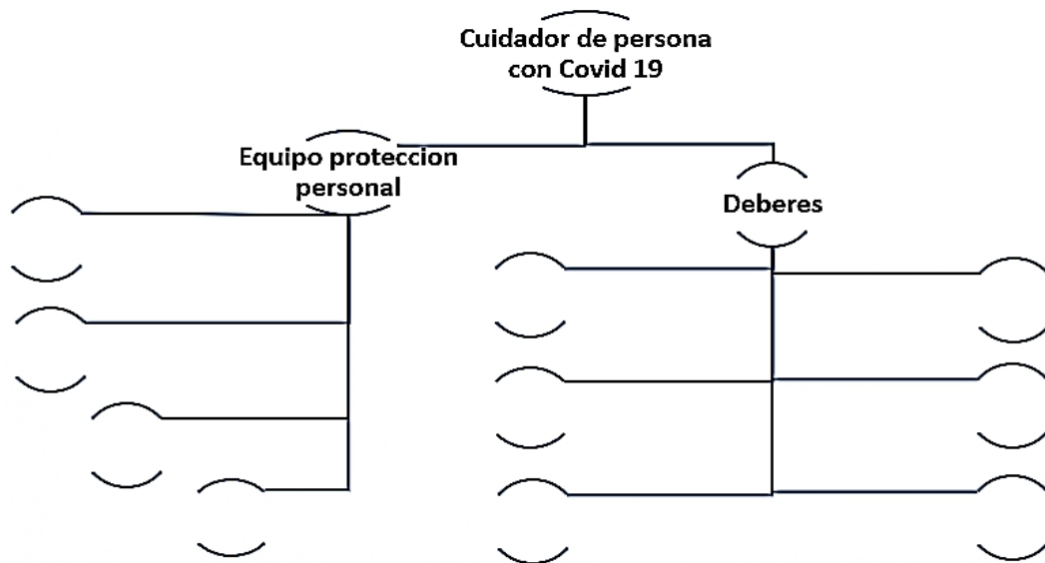 Cuidador de persona
con Covid 19
Equipo proteccion
personal
Deberes